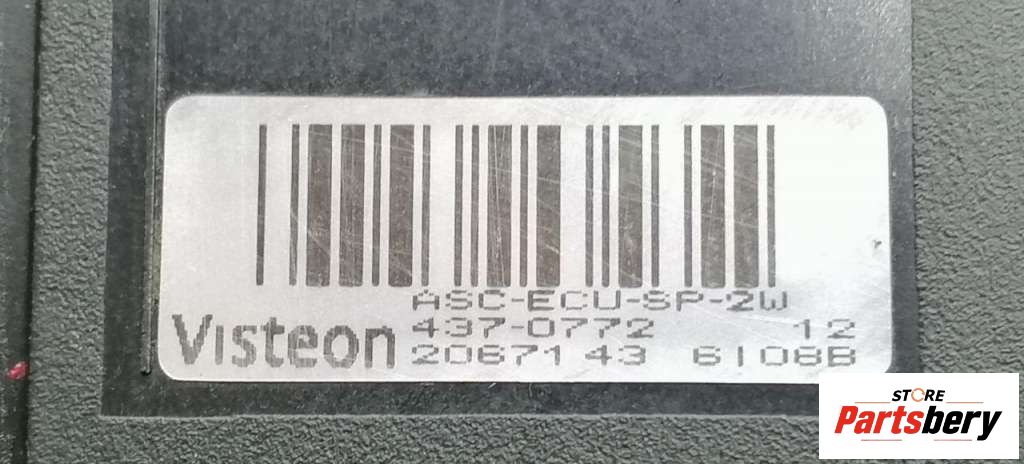 ASC-ECU-SP-2W
Visteon
437-0772 12
2067143 6108B
STORE
Partsbery